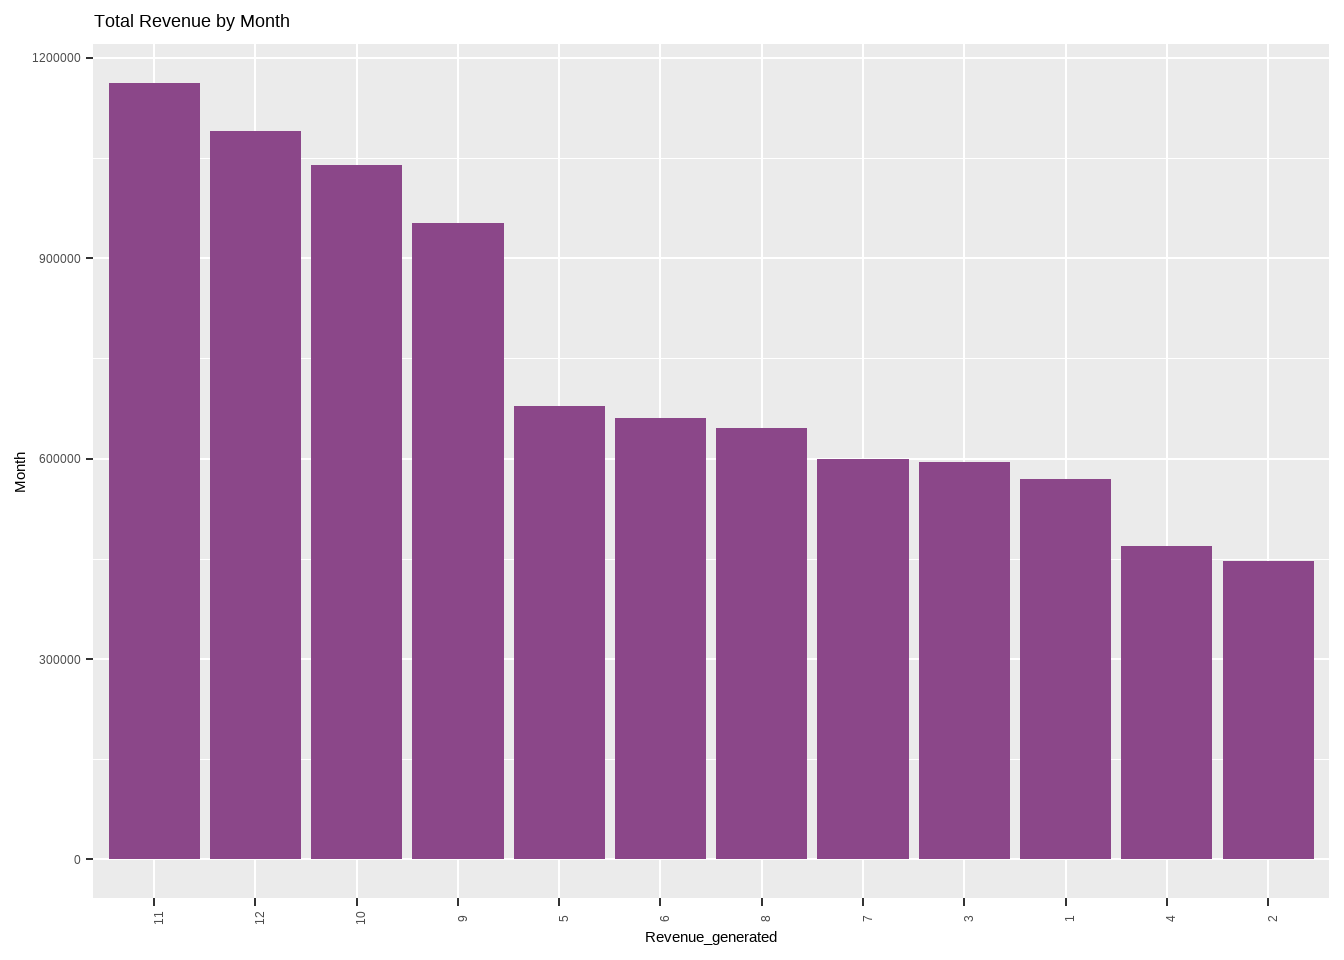 Total Revenue by Month
Month
1200000
900000
600000
300000
0
11 12 10 9 5 6 8 7 3 1 4 2
Revenue_generated